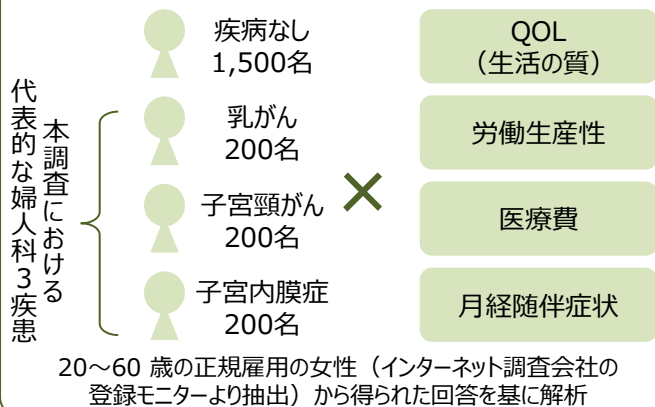 本調査における
代表的な婦人科3疾患
疾病なし
1,500名
乳がん
200名
子宮頸がん
200名
子宮内膜症
200名
×
QOL
（生活の質）
労働生産性
医療費
月経随伴症状
20～60 歳の正規雇用の女性（インターネット調査会社の
登録モニターより抽出）から得られた回答を基に解析